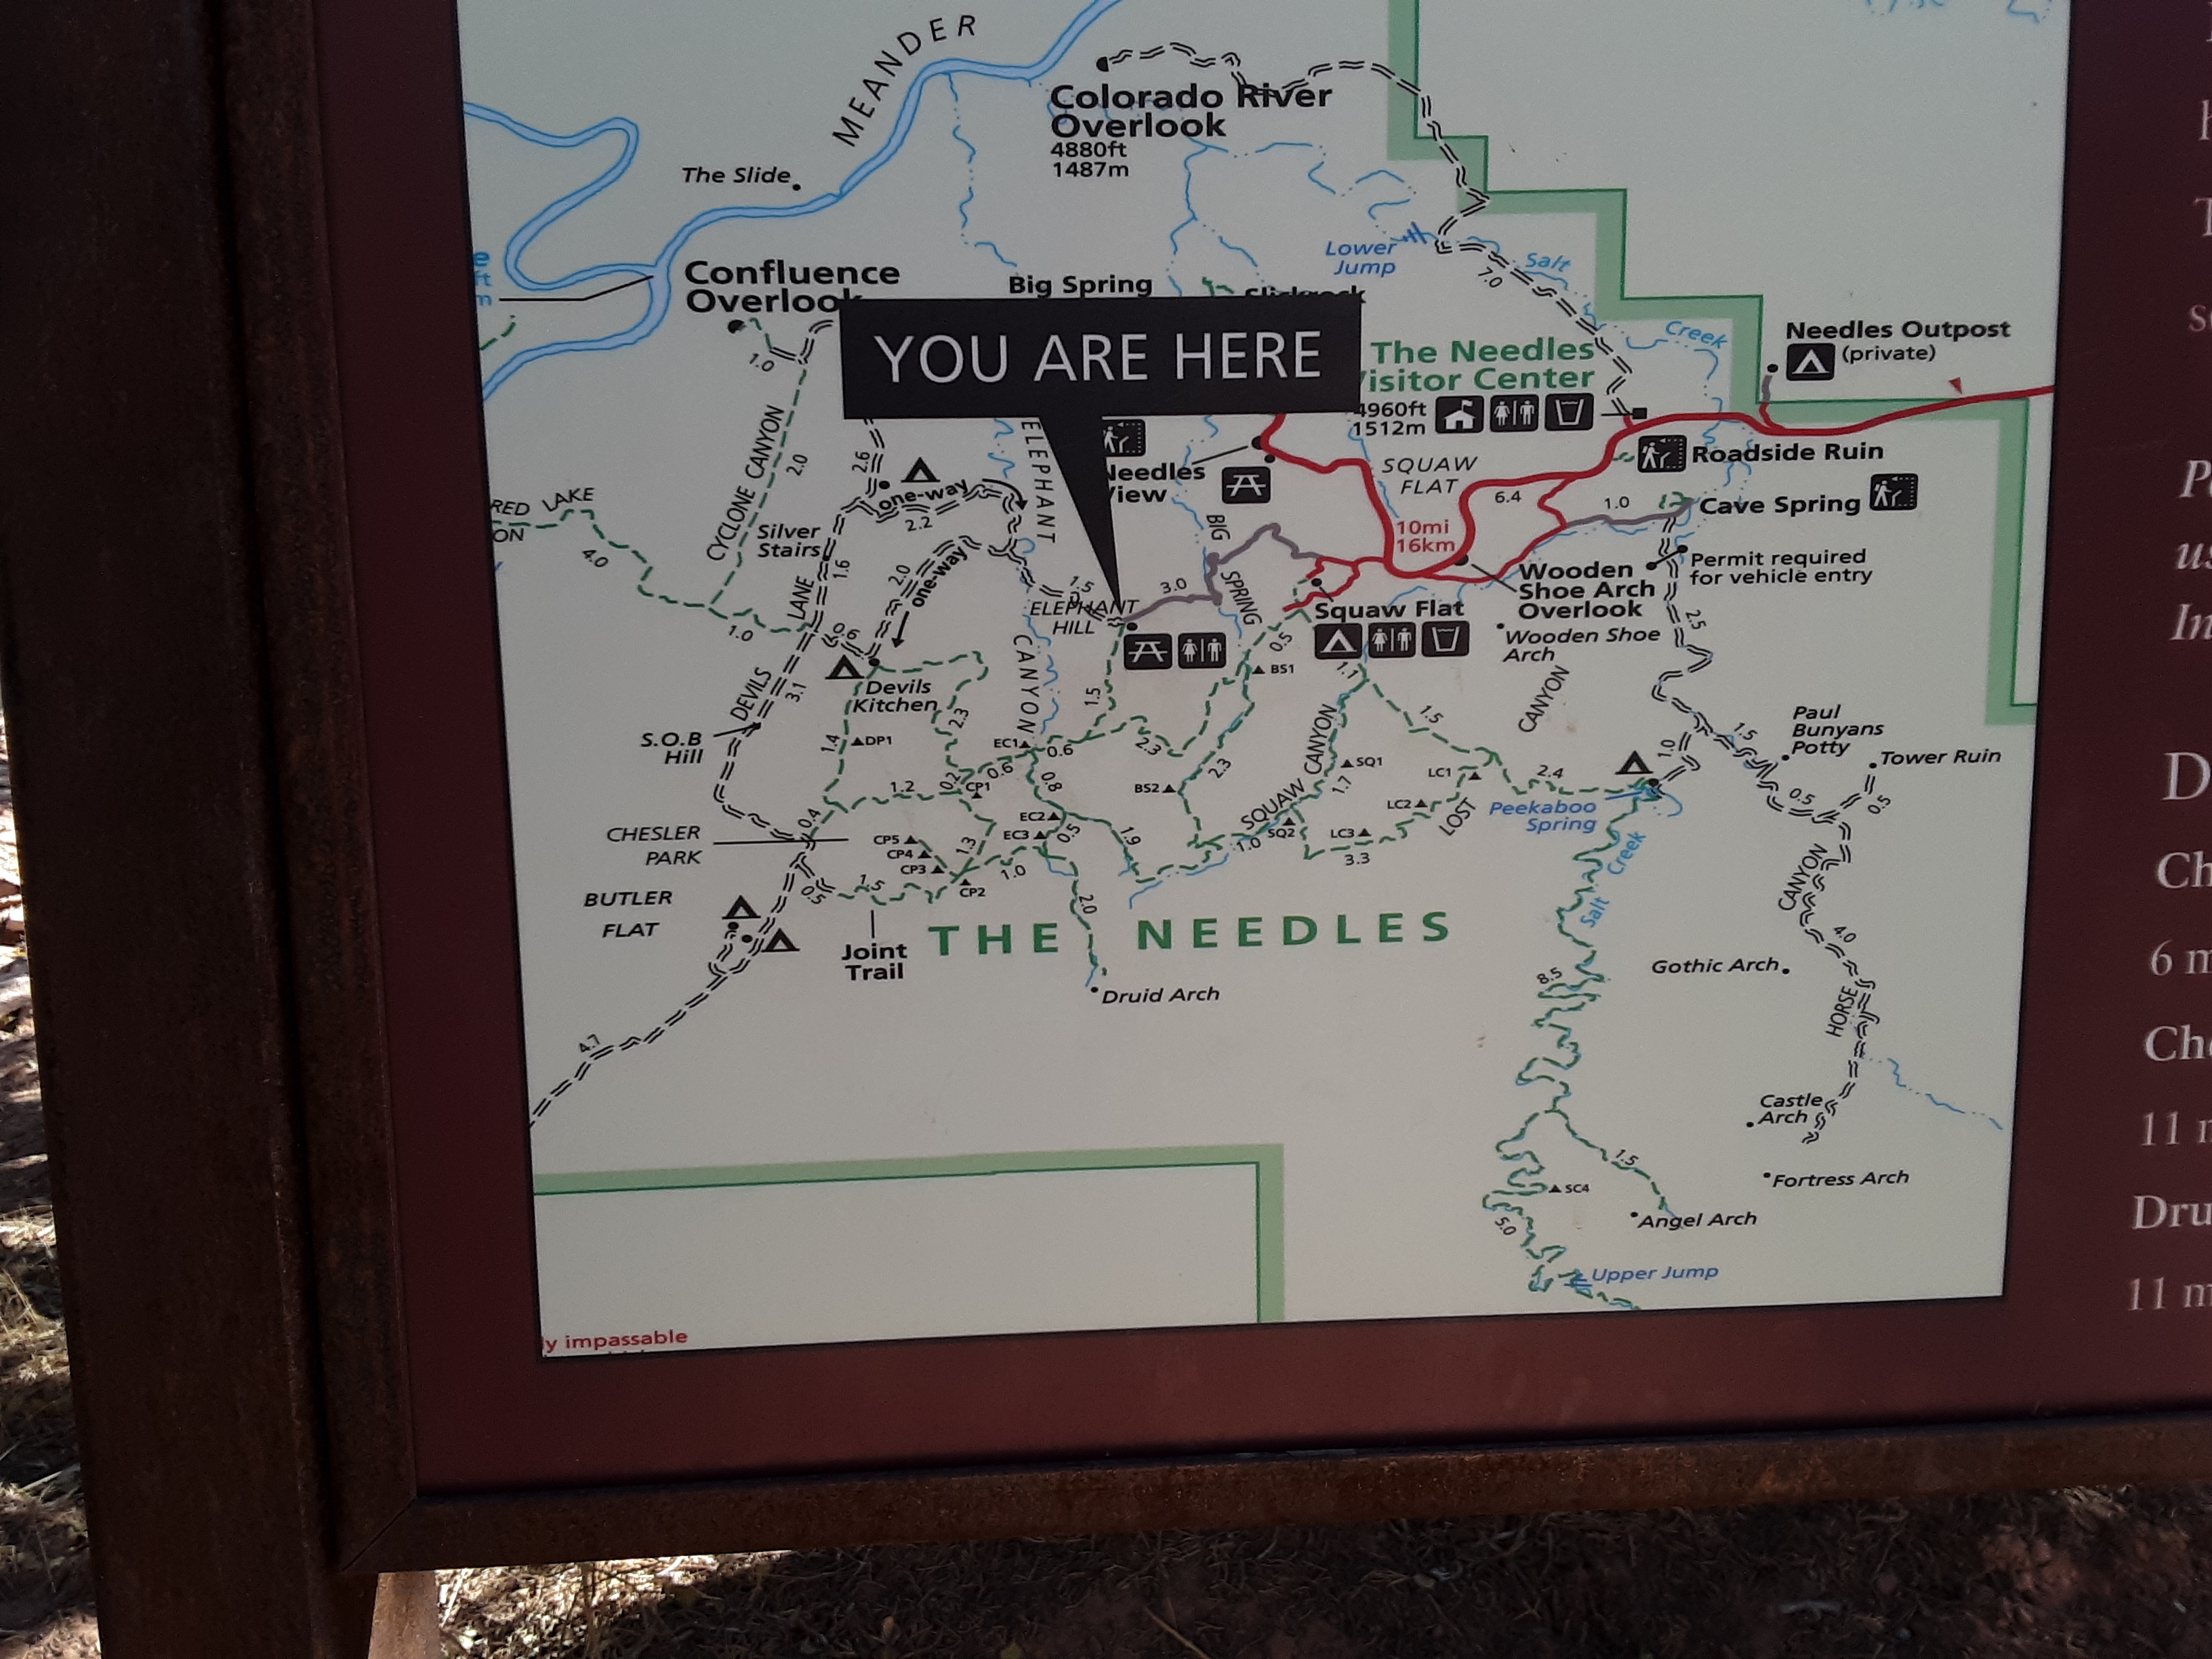 MEANDER
Colorado River
Overlook
4880ft
1487m
The Slide
Lower
Jump
7.0
Salt
Creek
Confluence
Overlook
Big Spring
YOU ARE HERE
The Needles
Visitor Center
4960ft
1512m
Needles Outpost
(private)
1.0
CYCLONE CANYON
2.0
2.6
ELEPHANT
CANYON
Needles
View
SQUAW
FLAT
6.4
Roadside Ruin
1.0
Cave Spring
one-way
2.2
RED LAKE
4.0
Silver
Stairs
1.6
2.0
one-way
BIG
SPRING
10mi
16km
Permit required
for vehicle entry
Wooden
Shoe Arch
Overlook
1.5
3.0
ELEPHANT
HILL
Squaw Flat
Wooden Shoe
Arch
2.5
1.0
0.6
DEVILS
LANE
3.1
Devils
Kitchen
2.3
0.5
BS1
1.1
1.5
1.5
CANYON
S.O.B
Hill
1.4
DP1
EC1
0.6
2.3
2.3
SQUAW CANYON
SQ1
1.7
LC1
2.4
1.0
1.5
Paul
Bunyans
Potty
Tower Ruin
0.5
0.5
1.2
0.2
0.6
CP1
0.8
BS2
LC2
LOST
Peekaboo
Spring
CHESLER
PARK
0.4
CP5
CP4
CP3
1.3
EC2
EC3
0.5
1.9
1.0
SQ2
LC3
3.3
BUTLER
FLAT
0.5
1.5
CP2
1.0
2.0
Salt
Creek
CANYON
4.0
Joint
Trail
THE NEEDLES
Druid Arch
8.5
Gothic Arch
HORSE
4.7
Castle
Arch
1.5
Fortress Arch
SC4
5.0
Angel Arch
Upper Jump
y impassable
D
Ch
6 m
Ch
11 m
Dru
11 m